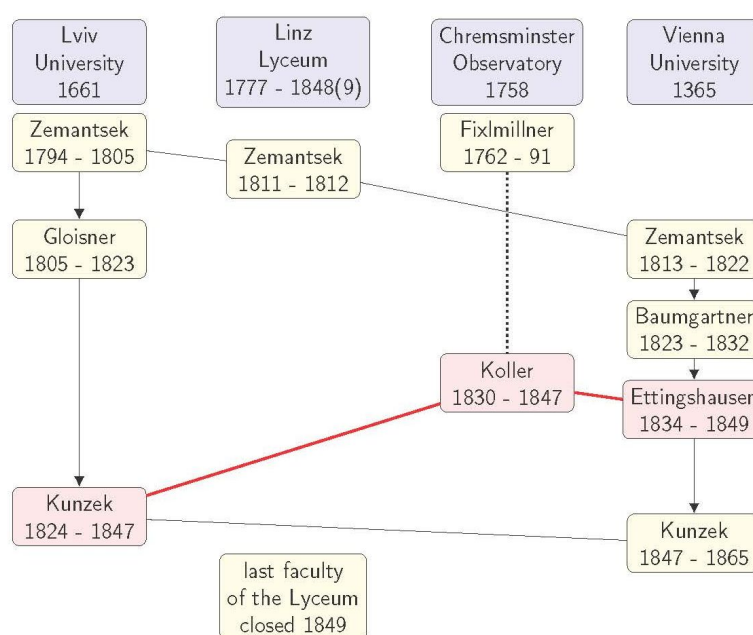 Lviv
University
1661
Linz
Lyceum
1777 - 1848(9)
Chremsminster
Observatory
1758
Vienna
University
1365
Zemantsek
1794 - 1805
Zemantsek
1811 - 1812
Fixlmillner
1762 - 91
Gloisner
1805 - 1823
Zemantsek
1813 - 1822
Baumgartner
1823 - 1832
Koller
1830 - 1847
Ettingshausen
1834 - 1849
Kunzek
1824 - 1847
Kunzek
1847 - 1865
last faculty
of the Lyceum
closed 1849